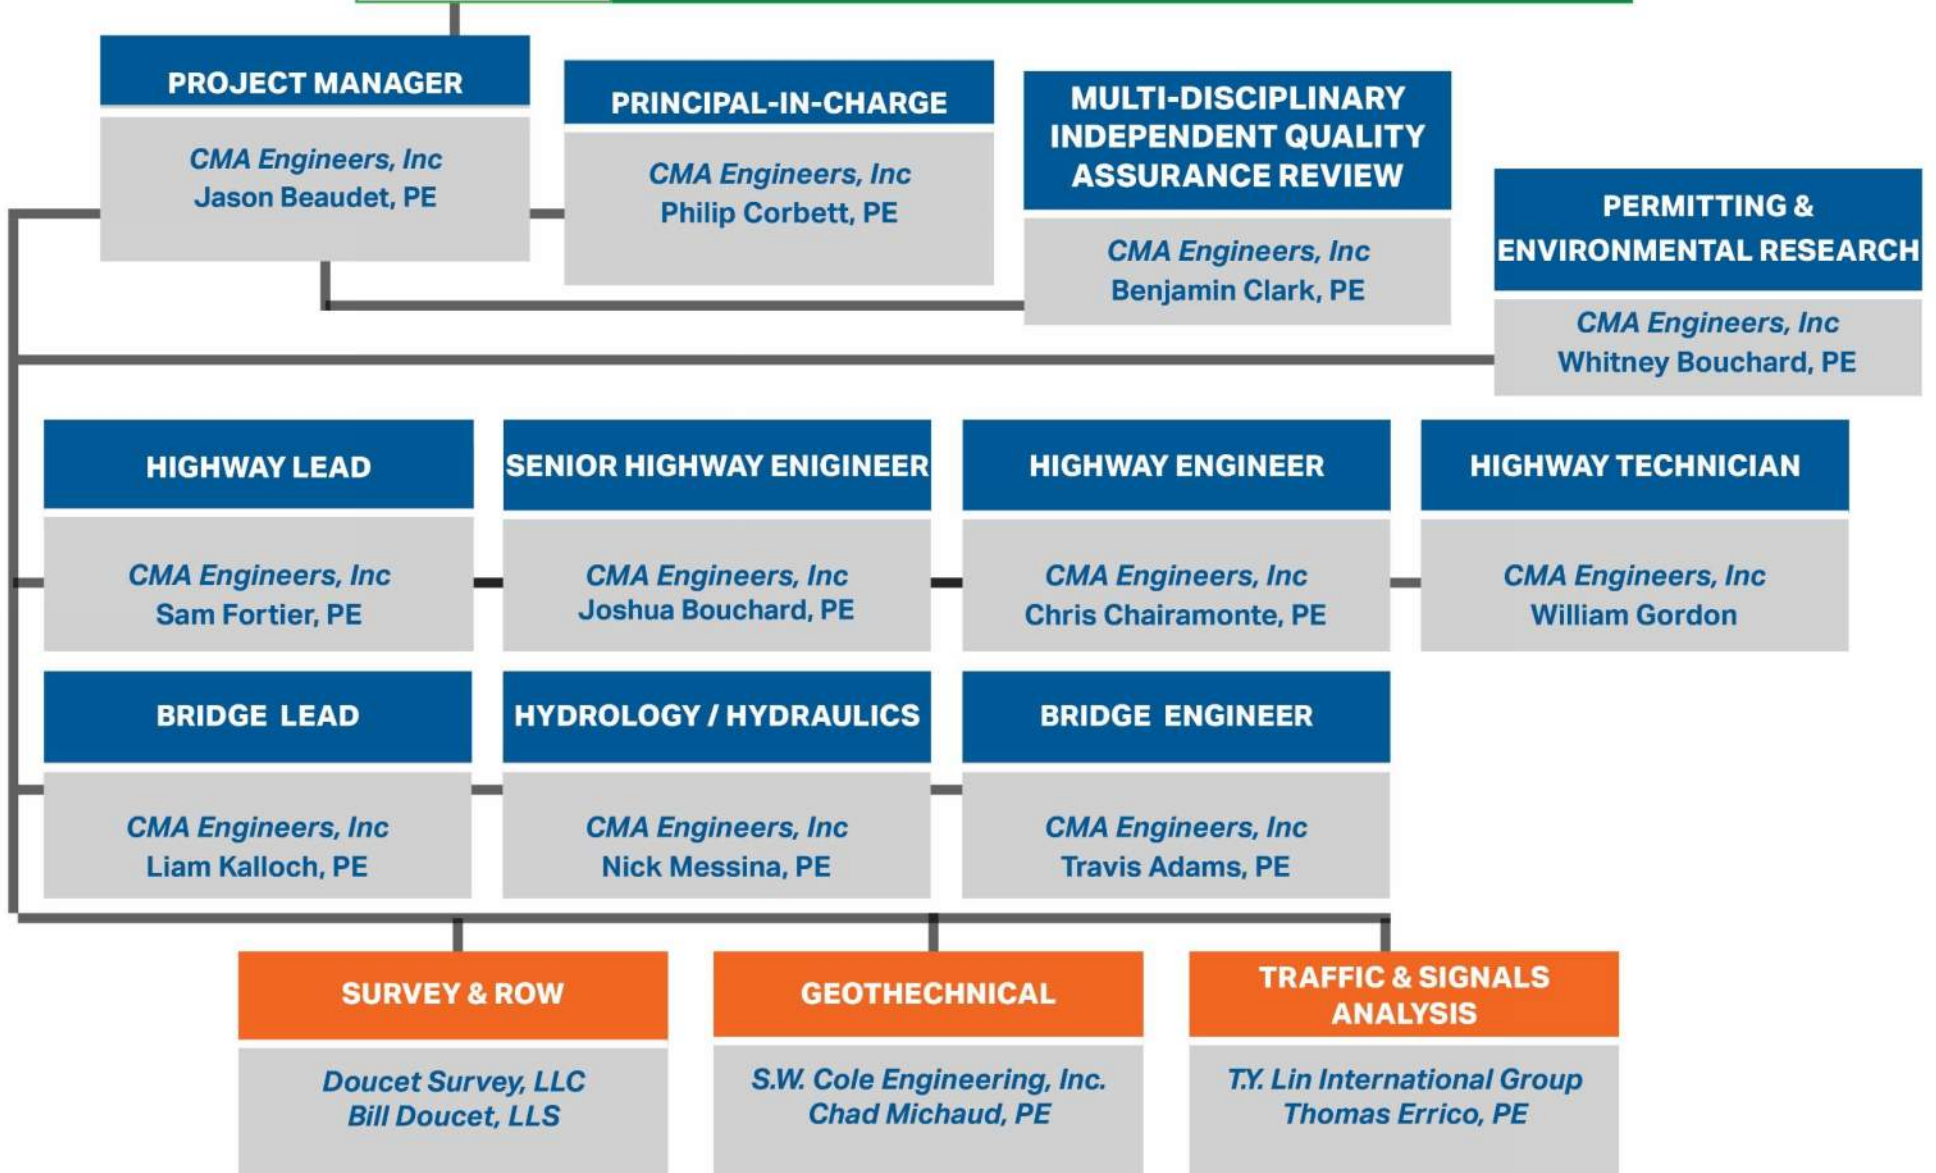 PROJECT MANAGER
CMA Engineers, Inc
Jason Beaudet, PE
PRINCIPAL-IN-CHARGE
CMA Engineers, Inc
Philip Corbett, PE
MULTI-DISCIPLINARY
INDEPENDENT QUALITY
ASSURANCE REVIEW
CMA Engineers, Inc
Benjamin Clark, PE
PERMITTING &
ENVIRONMENTAL RESEARCH
CMA Engineers, Inc
Whitney Bouchard, PE
HIGHWAY LEAD
CMA Engineers, Inc
Sam Fortier, PE
SENIOR HIGHWAY ENIGINEER
CMA Engineers, Inc
Joshua Bouchard, PE
HIGHWAY ENGINEER
CMA Engineers, Inc
Chris Chairamonte, PE
HIGHWAY TECHNICIAN
CMA Engineers, Inc
William Gordon
BRIDGE LEAD
CMA Engineers, Inc
Liam Kalloch, PE
HYDROLOGY / HYDRAULICS
CMA Engineers, Inc
Nick Messina, PE
BRIDGE ENGINEER
CMA Engineers, Inc
Travis Adams, PE
SURVEY & ROW
Doucet Survey, LLC
Bill Doucet, LLS
GEOTHECHNICAL
S.W. Cole Engineering, Inc.
Chad Michaud, PE
TRAFFIC & SIGNALS
ANALYSIS
T.Y. Lin International Group
Thomas Errico, PE